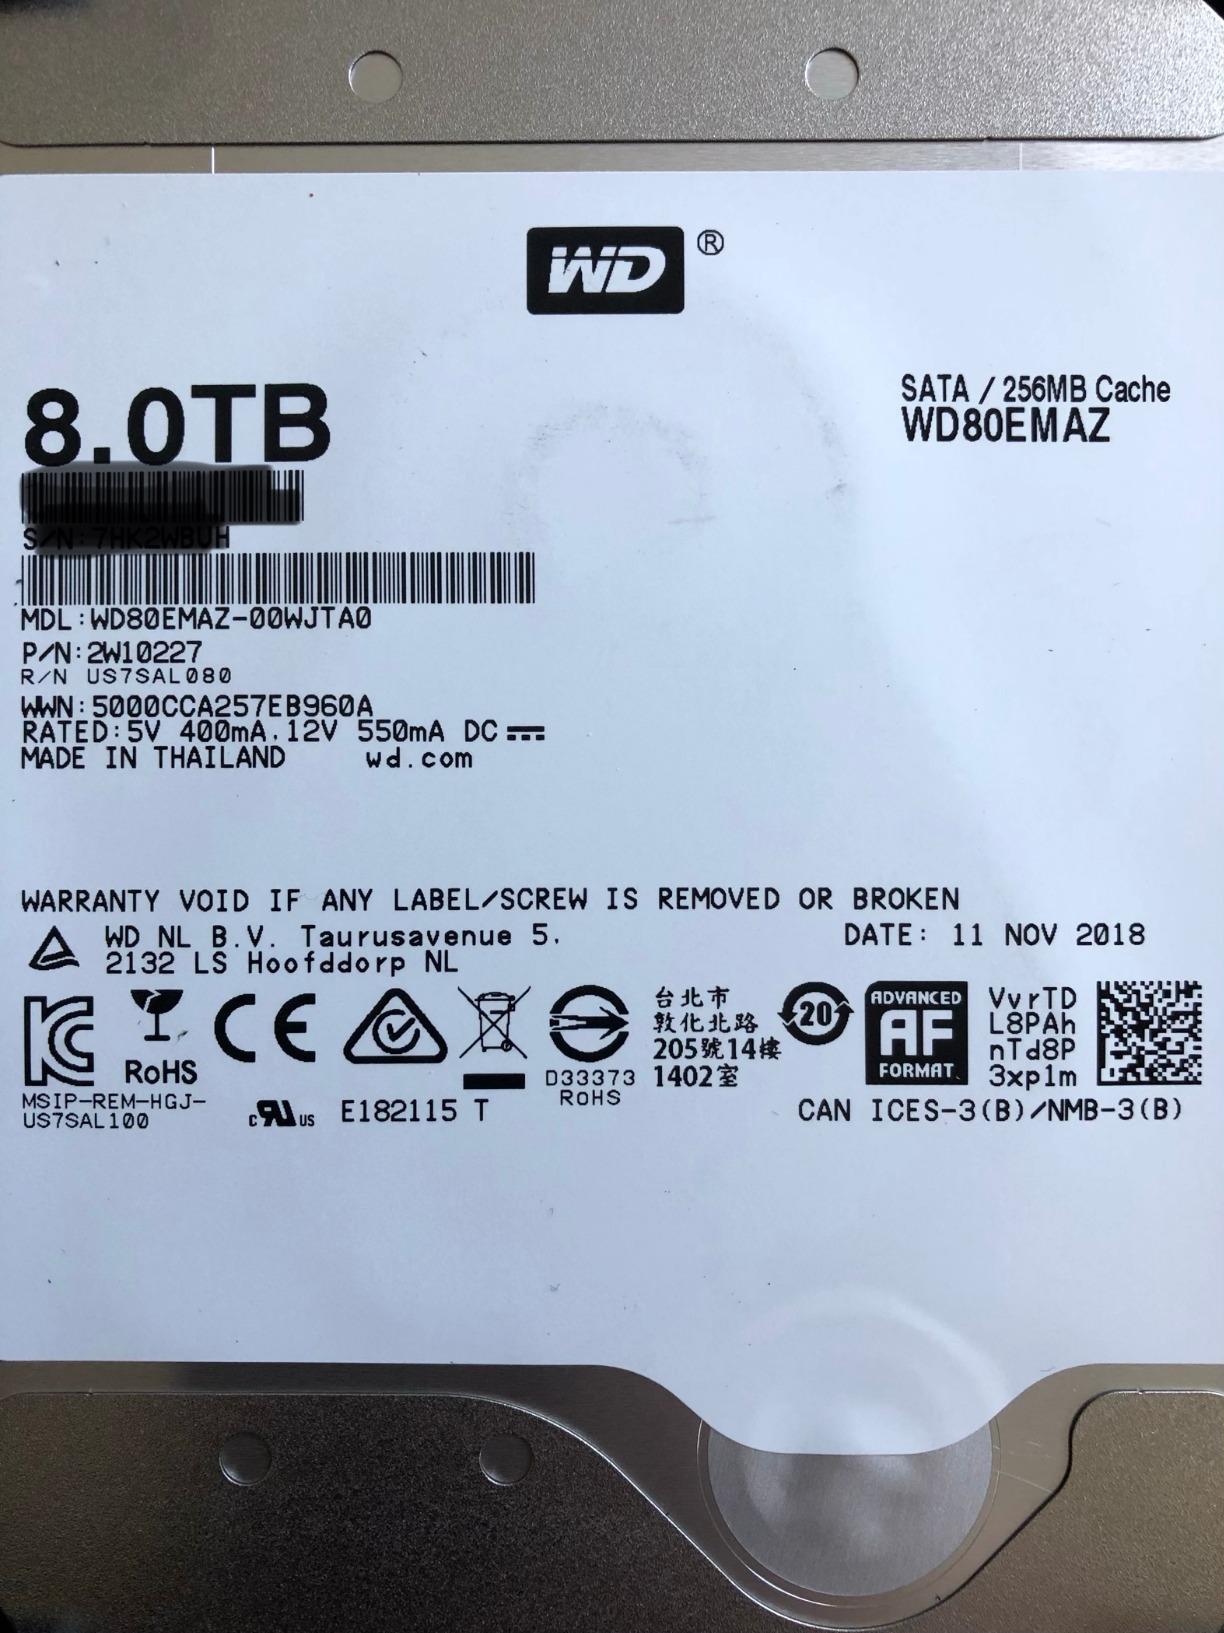 WD®
8.0TB
SATA / 256MB Cache
WD80EMAZ
S/N:
MDL:WD80EMAZ-00WJTA0
P/N:2W10227
R/N US7SAL080
WWN:5000CCA257EB960A
RATED:5V 400mA,12V 550mA DC
MADE IN THAILAND wd.com
WARRANTY VOID IF ANY LABEL/SCREW IS REMOVED OR BROKEN
WD NL B.V. Taurusavenue 5,
2132 LS Hoofddorp NL
DATE: 11 NOV 2018
RoHS
CE
MSIP-REM-HGJ-
US7SAL100
c RU US
E182115 T
D33373
RoHS
台北市
敦化北路
205號14樓
1402室
20
ADVANCED
AF
FORMAT
VvrTD
L8PAh
nTd8P
3xp1m
CAN ICES-3(B)/NMB-3(B)